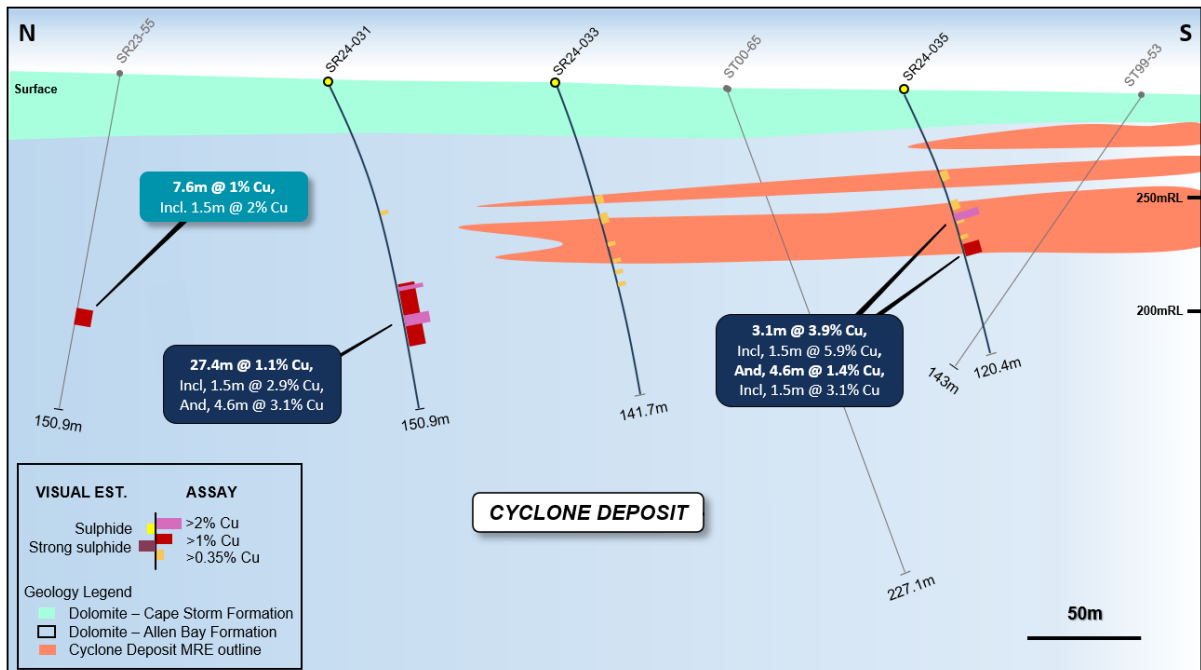 N
S
SR23-55
SR24-031
SR24-033
ST00-65
SR24-035
ST99-53
Surface
7.6m @ 1% Cu,
Incl. 1.5m @ 2% Cu
250mRL
200mRL
27.4m @ 1.1% Cu,
Incl, 1.5m @ 2.9% Cu
And, 4.6m @ 3.1% Cu
3.1m @ 3.9% Cu,
Incl, 1.5m @ 5.9% Cu,
And, 4.6m @ 1.4% Cu,
Incl, 1.5m @ 3.1% Cu
150.9m
150.9m
141.7m
143m
120.4m
227.1m
CYCLONE DEPOSIT
VISUAL EST. ASSAY
Sulphide
Strong sulphide
>2% Cu
>1% Cu
>0.35% Cu
Geology Legend
Dolomite – Cape Storm Formation
Dolomite – Allen Bay Formation
Cyclone Deposit MRE outline
50m